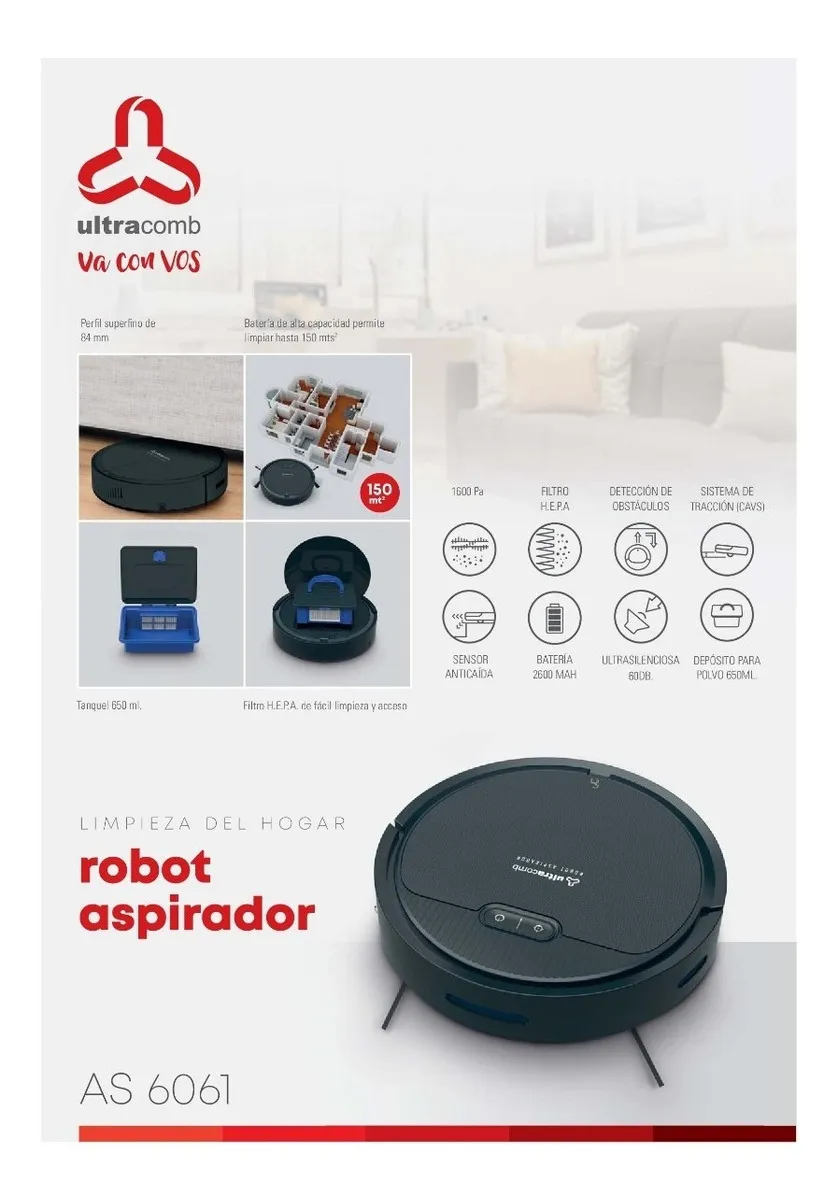 ultracomb
Va con VOS
Perfil superfino de
84 mm
Batería de alta capacidad permite
limpiar hasta 150 mts²
150
mt²
Tanquel 650 ml.
Filtro H.E.P.A. de fácil limpieza y acceso
1600 Pa
FILTRO
H.E.P.A
DETECCIÓN DE
OBSTÁCULOS
SISTEMA DE
TRACCIÓN (CAVS)
SENSOR
ANTICAÍDA
BATERÍA
2600 MAH
ULTRASILENCIOSA
60DB.
DEPÓSITO PARA
POLVO 650ML.
LIMPIEZA DEL HOGAR
robot
aspirador
ultracomb
ROBOT ASPIRADOR
AS 6061